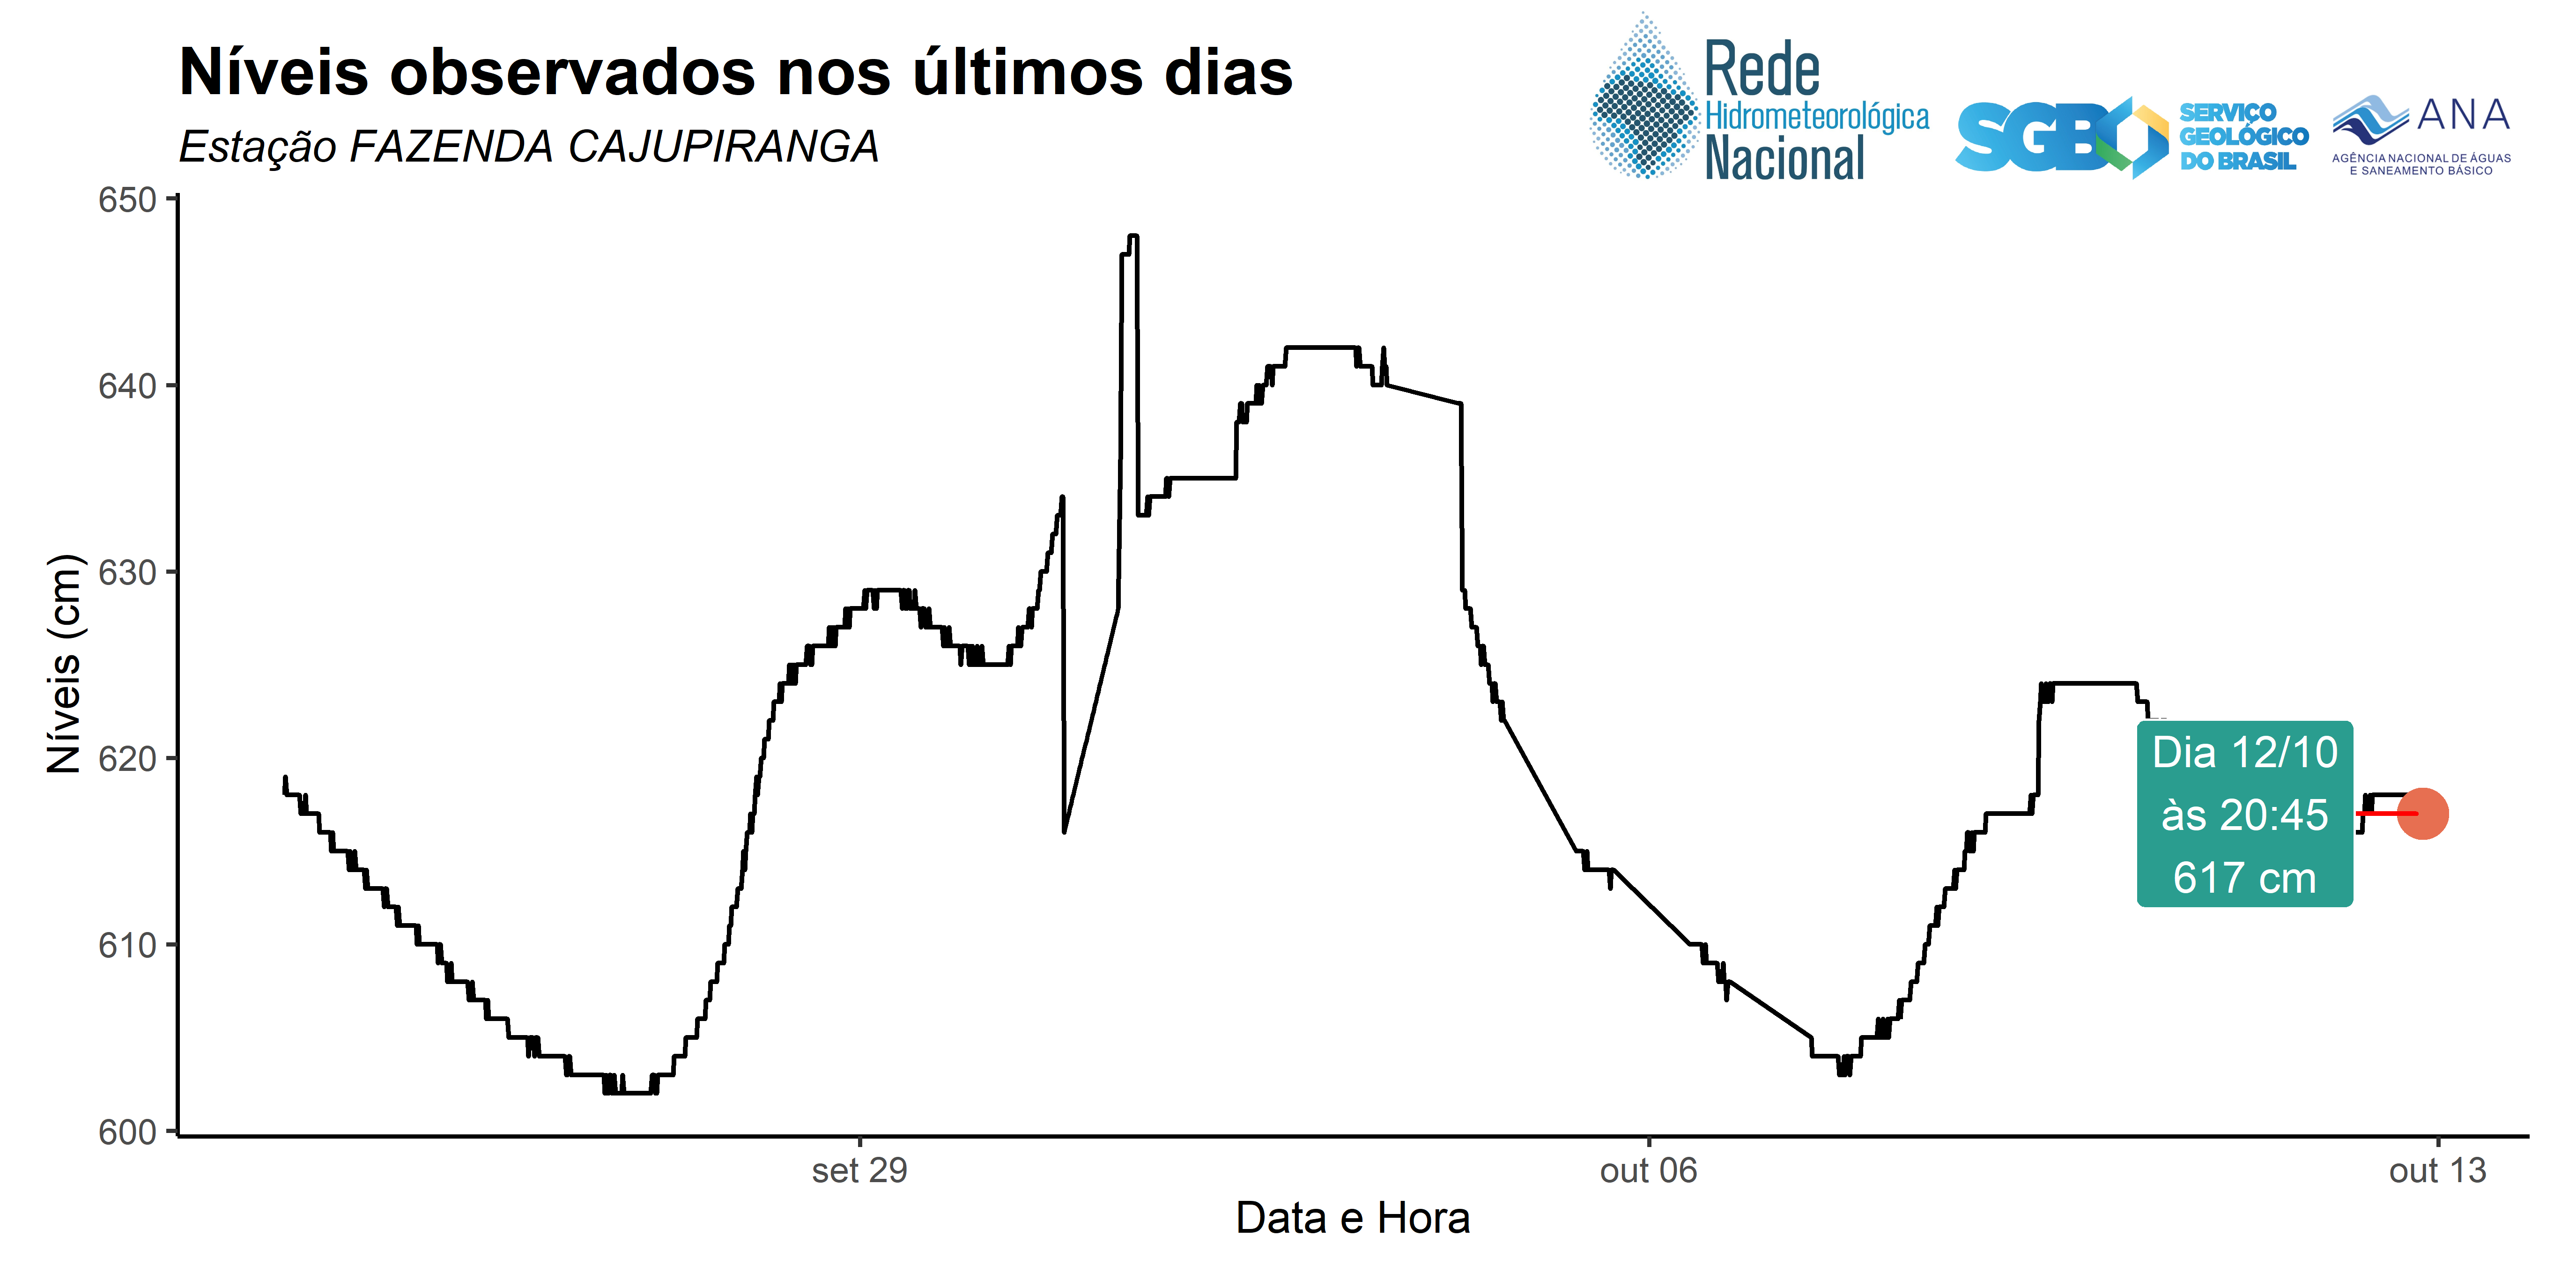 Níveis observados nos últimos dias
Estação FAZENDA CAJUPIRANGA
Rede
Hidrometeorológica
Nacional
SGB
SERVIÇO
GEOLÓGICO
DO BRASIL
ANA
AGÊNCIA NACIONAL DE ÁGUAS
E SANEAMENTO BÁSICO
Níveis (cm)
650
640
630
620
610
600
Dia 12/10
às 20:45
617 cm
set 29
out 06
out 13
Data e Hora